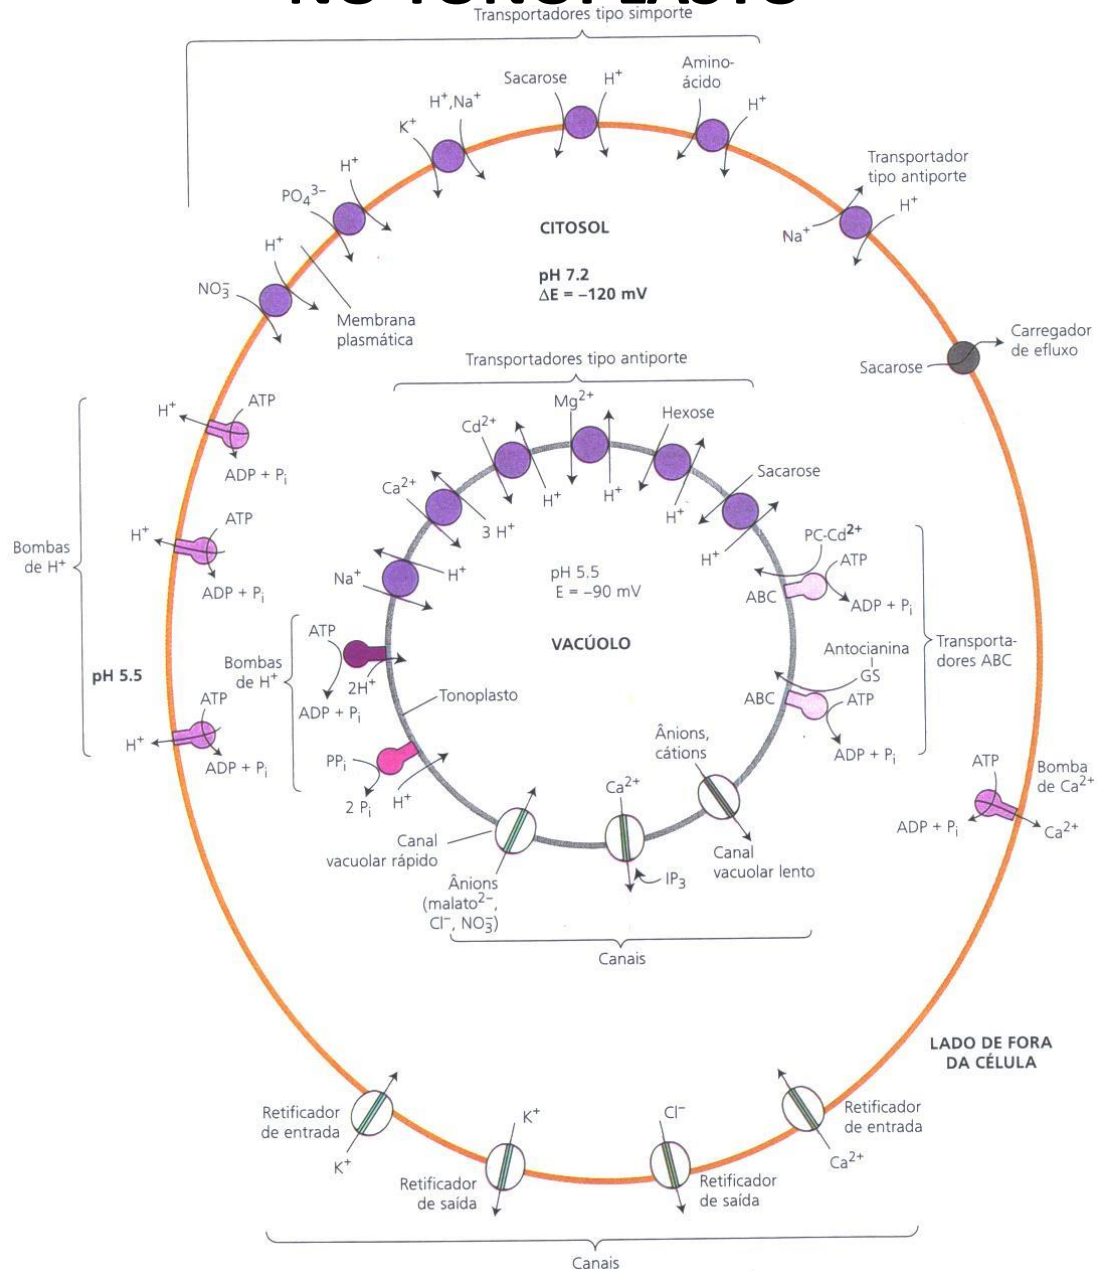 NO TONOPLASTO
Transportadores tipo simporte
Sacarose
H⁺
Amino-
ácido
H⁺
H⁺,Na⁺
K⁺
H⁺
PO₄³⁻
H⁺
NO₃⁻
Membrana
plasmática
CITOSOL
pH 7.2
ΔE = –120 mV
Transportador
tipo antiporte
H⁺
Na⁺
Carregador
de efluxo
Sacarose
Transportadores tipo antiporte
Mg²⁺
Hexose
Cd²⁺
Sacarose
Ca²⁺
H⁺
H⁺
H⁺
H⁺
3 H⁺
Na⁺
H⁺
H⁺
ATP
ADP + Pᵢ
H⁺
ATP
ADP + Pᵢ
Bombas
de H⁺
pH 5.5
H⁺
ATP
ADP + Pᵢ
pH 5.5
E = –90 mV
VACÚOLO
PC-Cd²⁺
ATP
ABC
ADP + Pᵢ
Antocianina
GS
ABC
ATP
ADP + Pᵢ
Transporta-
dores ABC
Bombas
de H⁺
ATP
2H⁺
ADP + Pᵢ
Tonoplasto
PPᵢ
2 Pᵢ
H⁺
Ânions,
cátions
Ca²⁺
Canal
vacuolar rápido
Ânions
(malato²⁻,
Cl⁻, NO₃⁻)
IP₃
Canal
vacuolar lento
Canais
ATP
Bomba
de Ca²⁺
ADP + Pᵢ
Ca²⁺
LADO DE FORA
DA CÉLULA
Retificador
de entrada
K⁺
K⁺
Retificador
de saída
Cl⁻
Retificador
de saída
Retificador
de entrada
Ca²⁺
Canais